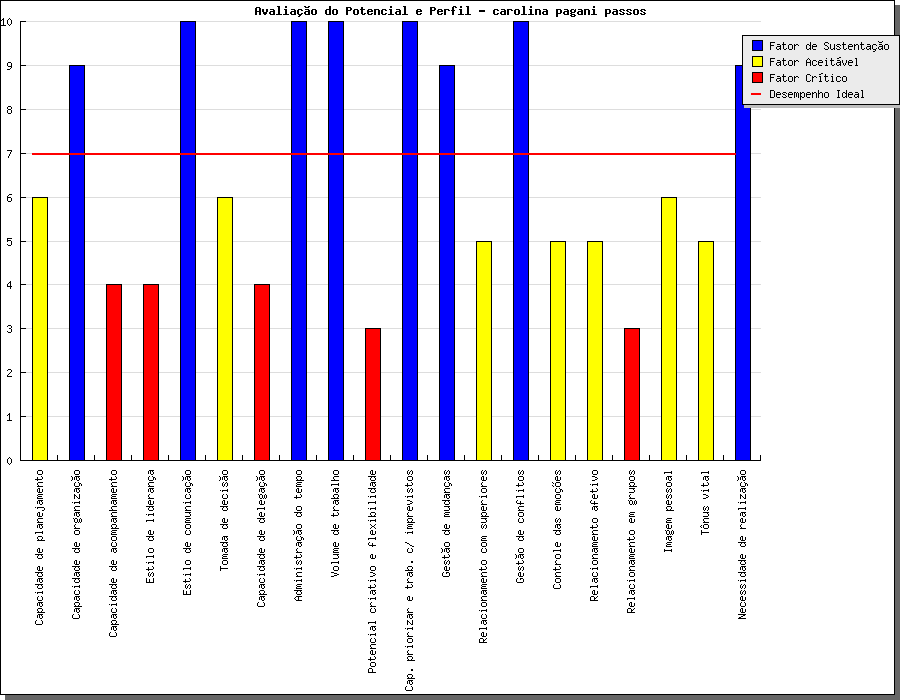 Avaliação do Potencial e Perfil - carolina pagani passos
Fator de Sustentação
Fator Aceitável
Fator Crítico
Desempenho Ideal
10
9
8
7
6
5
4
3
2
1
0
Capacidade de planejamento
Capacidade de organização
Capacidade de acompanhamento
Estilo de liderança
Estilo de comunicação
Tomada de decisão
Capacidade de delegação
Administração do tempo
Volume de trabalho
Potencial criativo e flexibilidade
Cap. priorizar e trab. c/ imprevistos
Gestão de mudanças
Relacionamento com superiores
Gestão de conflitos
Controle das emoções
Relacionamento afetivo
Relacionamento em grupos
Imagem pessoal
Tônus vital
Necessidade de realização